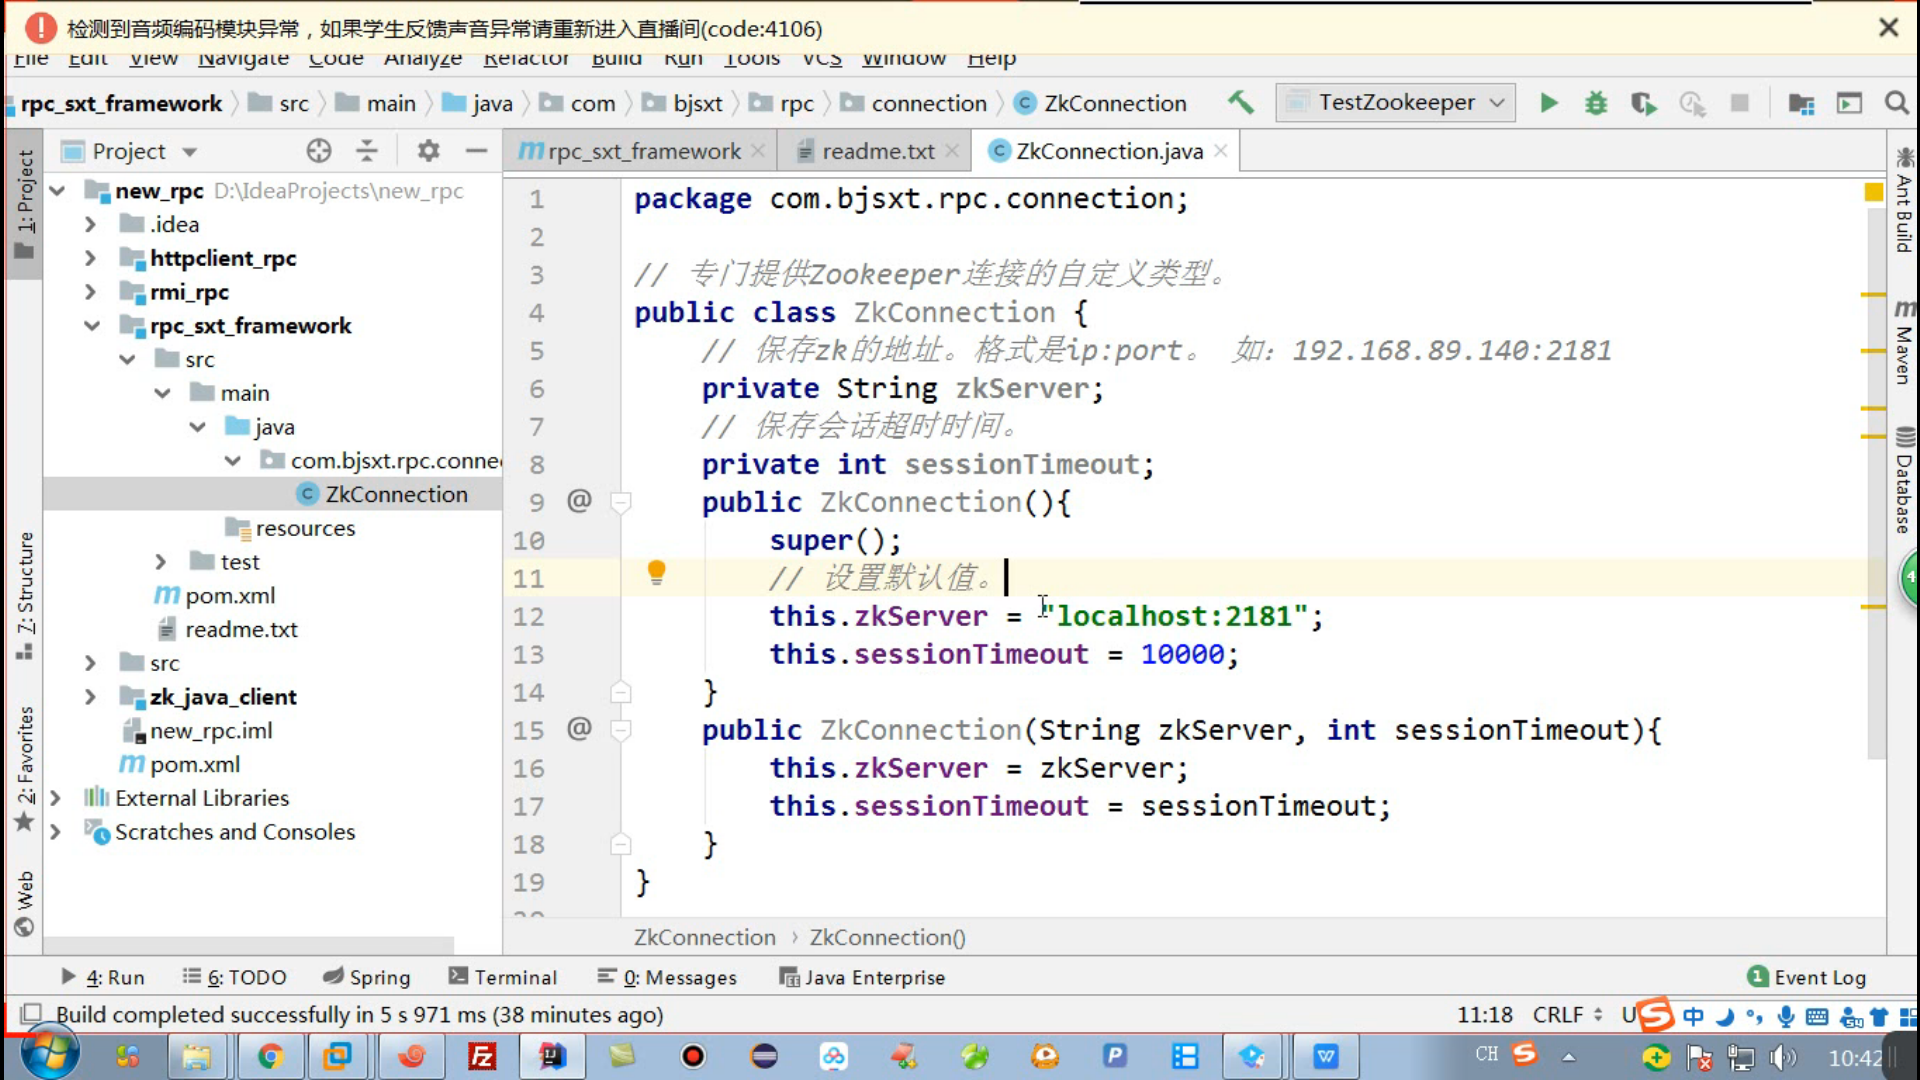 检测到音频编码模块异常，如果学生反馈声音异常请重新进入直播间(code:4106)
File Edit View Navigate Code Analyze Refactor Build Run Tools VCS Window Help
rpc_sxt_framework src main java com bjsxt rpc connection ZkConnection TestZookeeper
Project
rpc_sxt_framework readme.txt ZkConnection.java
1: Project
7: Structure
2: Favorites
Web
new_rpc D:\IdeaProjects\new_rpc
.idea
httpclient_rpc
rmi_rpc
rpc_sxt_framework
src
main
java
com.bjsxt.rpc.conne
ZkConnection
resources
test
pom.xml
readme.txt
src
zk_java_client
new_rpc.iml
pom.xml
External Libraries
Scratches and Consoles
1 package com.bjsxt.rpc.connection;
2
3 // 专门提供Zookeeper连接的自定义类型。
4 public class ZkConnection {
5 // 保存zk的地址。格式是ip:port。 如：192.168.89.140:2181
6 private String zkServer;
7 // 保存会话超时时间。
8 private int sessionTimeout;
9 @ public ZkConnection(){
10 super();
11 // 设置默认值。
12 this.zkServer = "localhost:2181";
13 this.sessionTimeout = 10000;
14 }
15 @ public ZkConnection(String zkServer, int sessionTimeout){
16 this.zkServer = zkServer;
17 this.sessionTimeout = sessionTimeout;
18 }
19 }
ZkConnection › ZkConnection()
Ant Build
Maven
Database
4
4: Run 6: TODO Spring Terminal 0: Messages Java Enterprise 1 Event Log
Build completed successfully in 5 s 971 ms (38 minutes ago) 11:18 CRLF U 中
CH 10:42